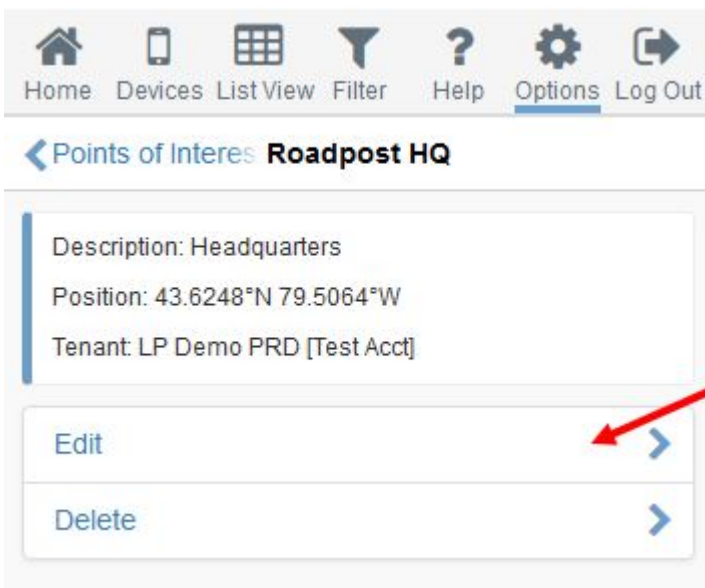 Home Devices List View Filter Help Options Log Out
Points of Interes Roadpost HQ
Description: Headquarters
Position: 43.6248°N 79.5064°W
Tenant: LP Demo PRD [Test Acct]
Edit
Delete